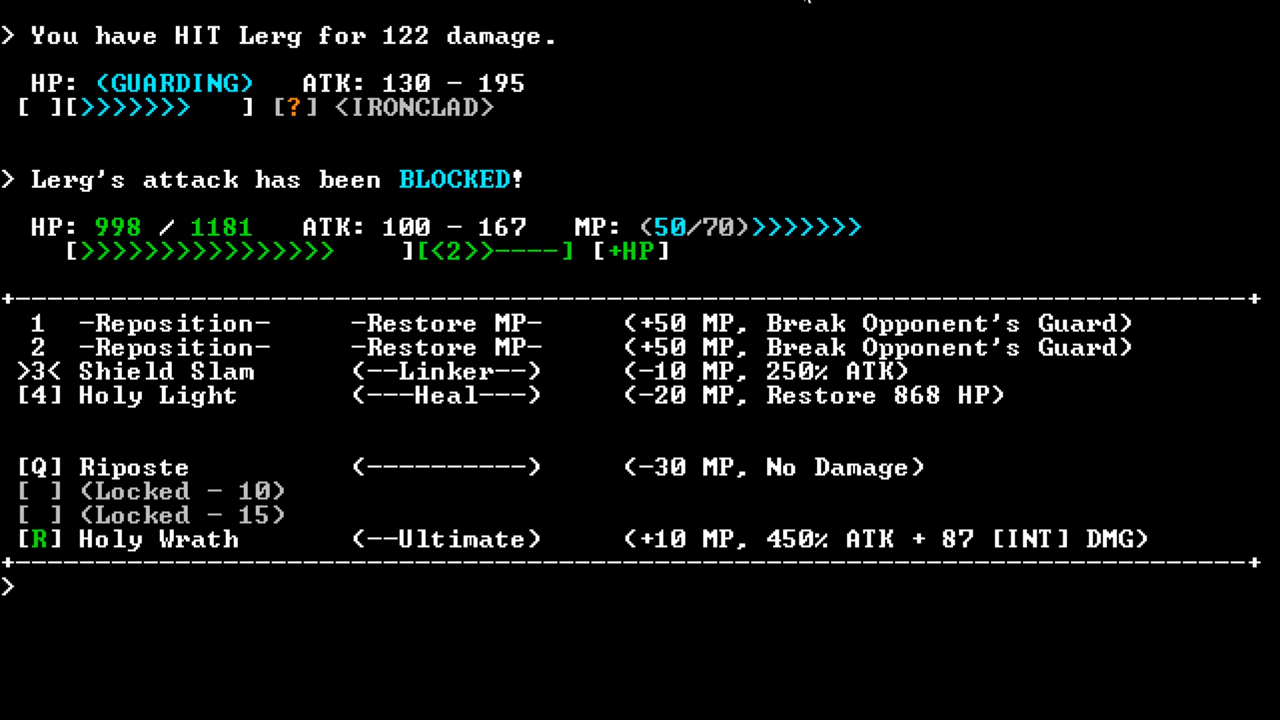 > You have HIT Lerg for 122 damage.
HP: <GUARDING> ATK: 130 - 195
[ ][>>>>>>> ] [?] <IRONCLAD>
> Lerg's attack has been BLOCKED!
HP: 998 / 1181 ATK: 100 - 167 MP: (50/70)>>>>>>>
[>>>>>>>>>>>>>>>> ][<2>>----] [+HP]
+------------------------------------------------------------------------------+
1 -Reposition- -Restore MP- (+50 MP, Break Opponent's Guard)
2 -Reposition- -Restore MP- (+50 MP, Break Opponent's Guard)
>3< Shield Slam (--Linker--) (-10 MP, 250% ATK)
[4] Holy Light (---Heal---) (-20 MP, Restore 868 HP)
[Q] Riposte (----------) (-30 MP, No Damage)
[ ] (Locked - 10)
[ ] (Locked - 15)
[R] Holy Wrath (--Ultimate) (+10 MP, 450% ATK + 87 [INT] DMG)
+------------------------------------------------------------------------------+
>